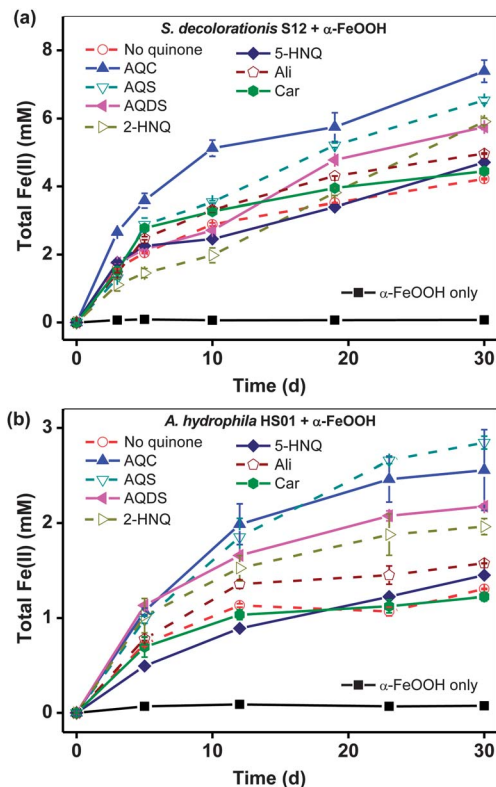 (a)
S. decolorationis S12 + α-FeOOH
No quinone
AQC
AQS
AQDS
2-HNQ
5-HNQ
Ali
Car
α-FeOOH only
Total Fe(II) (mM)
8
6
4
2
0
0 10 20 30
Time (d)
(b)
A. hydrophila HS01 + α-FeOOH
No quinone
AQC
AQS
AQDS
2-HNQ
5-HNQ
Ali
Car
α-FeOOH only
Total Fe(II) (mM)
3
2
1
0
0 10 20 30
Time (d)